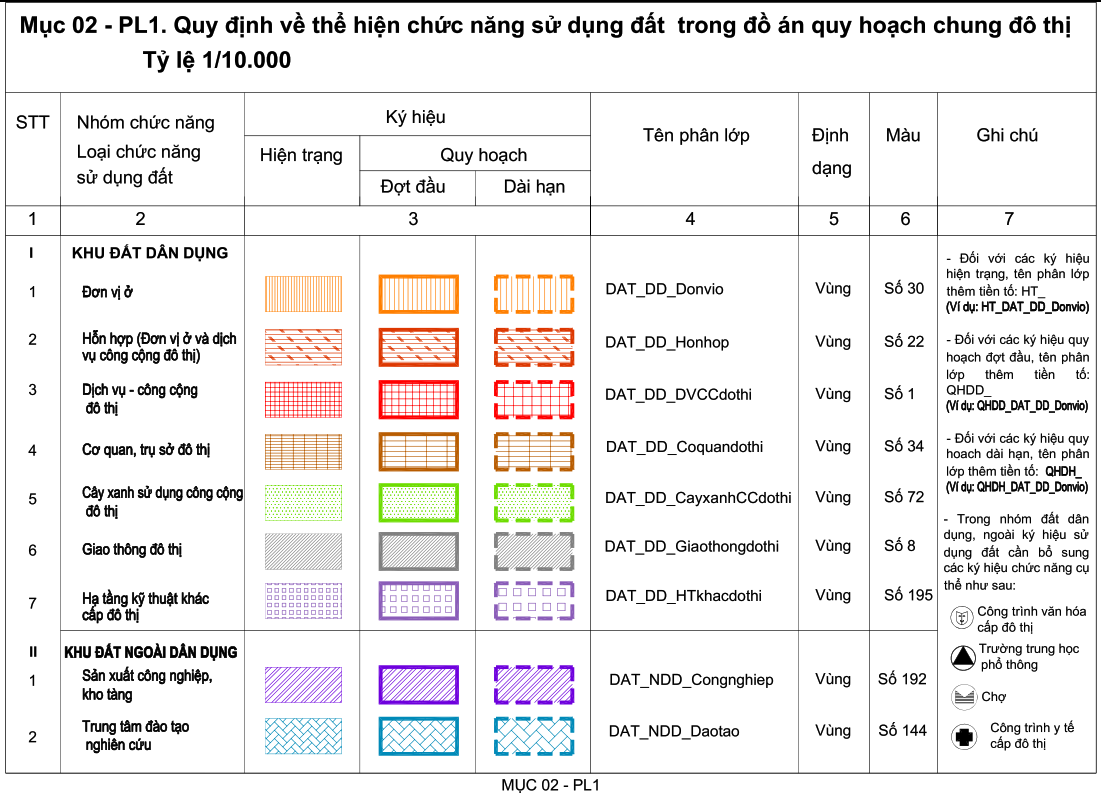 Mục 02 - PL1. Quy định về thể hiện chức năng sử dụng đất trong đồ án quy hoạch chung đô thị
Tỷ lệ 1/10.000
STT
Nhóm chức năng
Loại chức năng
sử dụng đất
Ký hiệu
Hiện trạng
Quy hoạch
Đợt đầu
Dài hạn
Tên phân lớp
Định
dạng
Màu
Ghi chú
1
2
3
4
5
6
7
I
KHU ĐẤT DÂN DỤNG
1
Đơn vị ở
DAT_DD_Donvio
Vùng
Số 30
2
Hỗn hợp (Đơn vị ở và dịch
vụ công cộng đô thị)
DAT_DD_Honhop
Vùng
Số 22
3
Dịch vụ - công cộng
đô thị
DAT_DD_DVCCdothi
Vùng
Số 1
4
Cơ quan, trụ sở đô thị
DAT_DD_Coquandothi
Vùng
Số 34
5
Cây xanh sử dụng công cộng
đô thị
DAT_DD_CayxanhCCdothi
Vùng
Số 72
6
Giao thông đô thị
DAT_DD_Giaothongdothi
Vùng
Số 8
7
Hạ tầng kỹ thuật khác
cấp đô thị
DAT_DD_HTkhacdothi
Vùng
Số 195
II
KHU ĐẤT NGOÀI DÂN DỤNG
1
Sản xuất công nghiệp,
kho tàng
DAT_NDD_Congnghiep
Vùng
Số 192
2
Trung tâm đào tạo
nghiên cứu
DAT_NDD_Daotao
Vùng
Số 144
- Đối với các ký hiệu
hiện trạng, tên phân lớp
thêm tiền tố: HT_
(Ví dụ: HT_DAT_DD_Donvio)
- Đối với các ký hiệu quy
hoạch đợt đầu, tên phân
lớp thêm tiền tố:
QHDD_
(Ví dụ: QHDD_DAT_DD_Donvio)
- Đối với các ký hiệu quy
hoach dài hạn, tên phân
lớp thêm tiền tố: QHDH_
(Ví dụ: QHDH_DAT_DD_Donvio)
- Trong nhóm đất dân
dụng, ngoài ký hiệu sử
dụng đất cần bổ sung
các ký hiệu chức năng cụ
thể như sau:
Công trình văn hóa
cấp đô thị
Trường trung học
phổ thông
Chợ
Công trình y tế
cấp đô thị
MỤC 02 - PL1